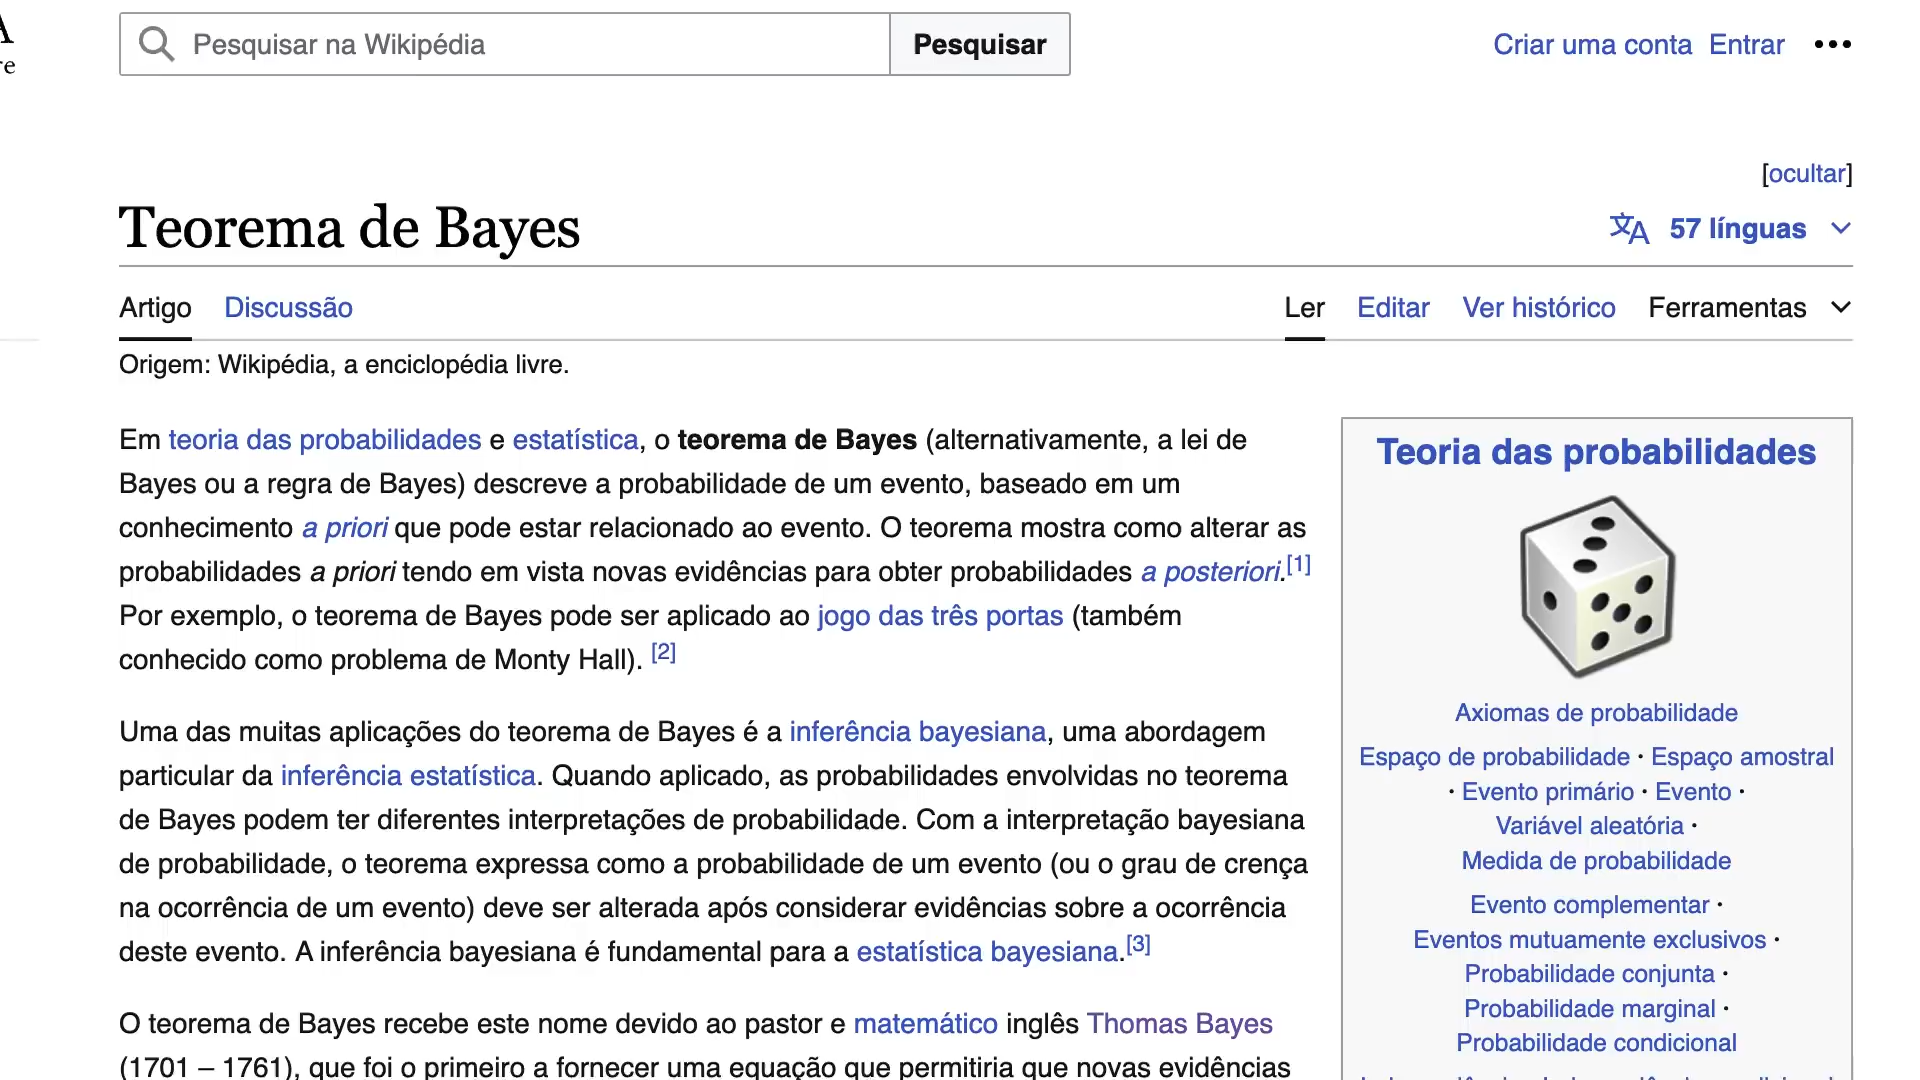 A
re
Pesquisar na Wikipédia
Pesquisar
Criar uma conta Entrar •••
[ocultar]
Teorema de Bayes
57 línguas
Artigo Discussão
Ler Editar Ver histórico Ferramentas
Origem: Wikipédia, a enciclopédia livre.
Em teoria das probabilidades e estatística, o teorema de Bayes (alternativamente, a lei de
Bayes ou a regra de Bayes) descreve a probabilidade de um evento, baseado em um
conhecimento a priori que pode estar relacionado ao evento. O teorema mostra como alterar as
probabilidades a priori tendo em vista novas evidências para obter probabilidades a posteriori.[1]
Por exemplo, o teorema de Bayes pode ser aplicado ao jogo das três portas (também
conhecido como problema de Monty Hall). [2]
Uma das muitas aplicações do teorema de Bayes é a inferência bayesiana, uma abordagem
particular da inferência estatística. Quando aplicado, as probabilidades envolvidas no teorema
de Bayes podem ter diferentes interpretações de probabilidade. Com a interpretação bayesiana
de probabilidade, o teorema expressa como a probabilidade de um evento (ou o grau de crença
na ocorrência de um evento) deve ser alterada após considerar evidências sobre a ocorrência
deste evento. A inferência bayesiana é fundamental para a estatística bayesiana.[3]
O teorema de Bayes recebe este nome devido ao pastor e matemático inglês Thomas Bayes
(1701 – 1761), que foi o primeiro a fornecer uma equação que permitiria que novas evidências
Teoria das probabilidades
Axiomas de probabilidade
Espaço de probabilidade · Espaço amostral
· Evento primário · Evento ·
Variável aleatória ·
Medida de probabilidade
Evento complementar ·
Eventos mutuamente exclusivos ·
Probabilidade conjunta ·
Probabilidade marginal ·
Probabilidade condicional